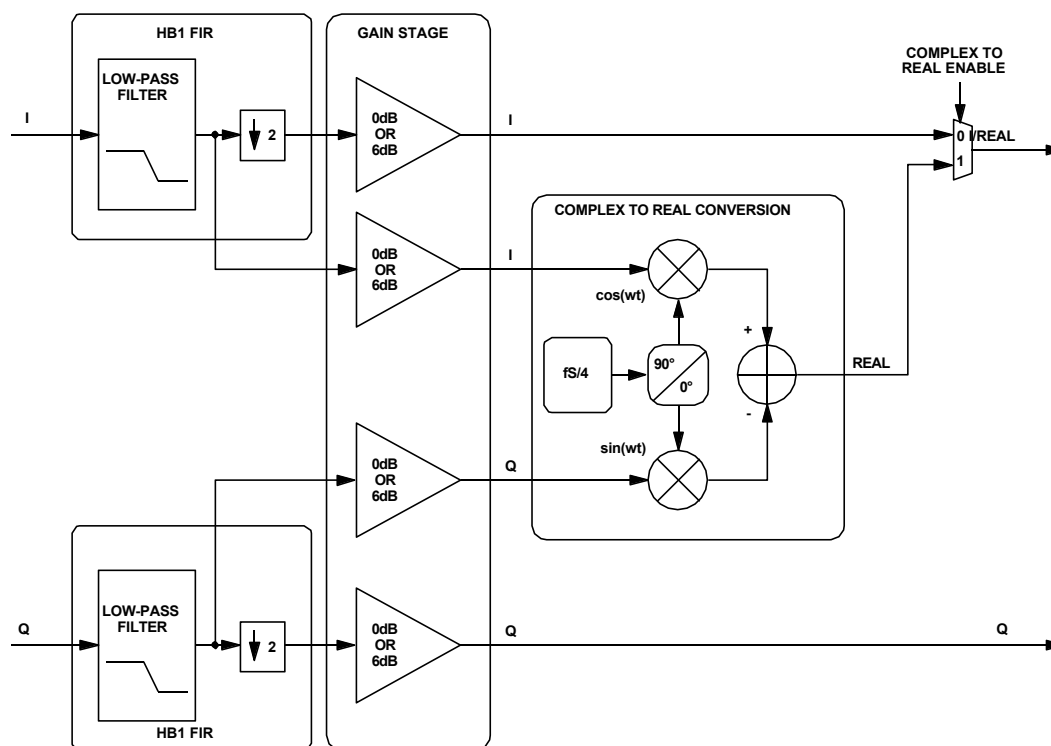 HB1 FIR
GAIN STAGE
COMPLEX TO
REAL ENABLE
LOW-PASS
FILTER
I
2
0dB
OR
6dB
I
0
I/REAL
1
COMPLEX TO REAL CONVERSION
0dB
OR
6dB
I
cos(wt)
+
fS/4
90°
0°
REAL
-
sin(wt)
0dB
OR
6dB
Q
LOW-PASS
FILTER
Q
2
0dB
OR
6dB
Q
Q
HB1 FIR